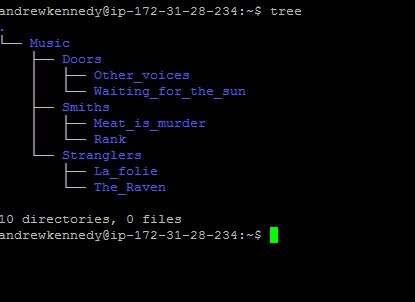 andrewkennedy@ip-172-31-28-234:~$ tree
.
└── Music
    ├── Doors
    │   ├── Other_voices
    │   └── Waiting_for_the_sun
    ├── Smiths
    │   ├── Meat_is_murder
    │   └── Rank
    └── Stranglers
        ├── La_folie
        └── The_Raven
10 directories, 0 files
andrewkennedy@ip-172-31-28-234:~$